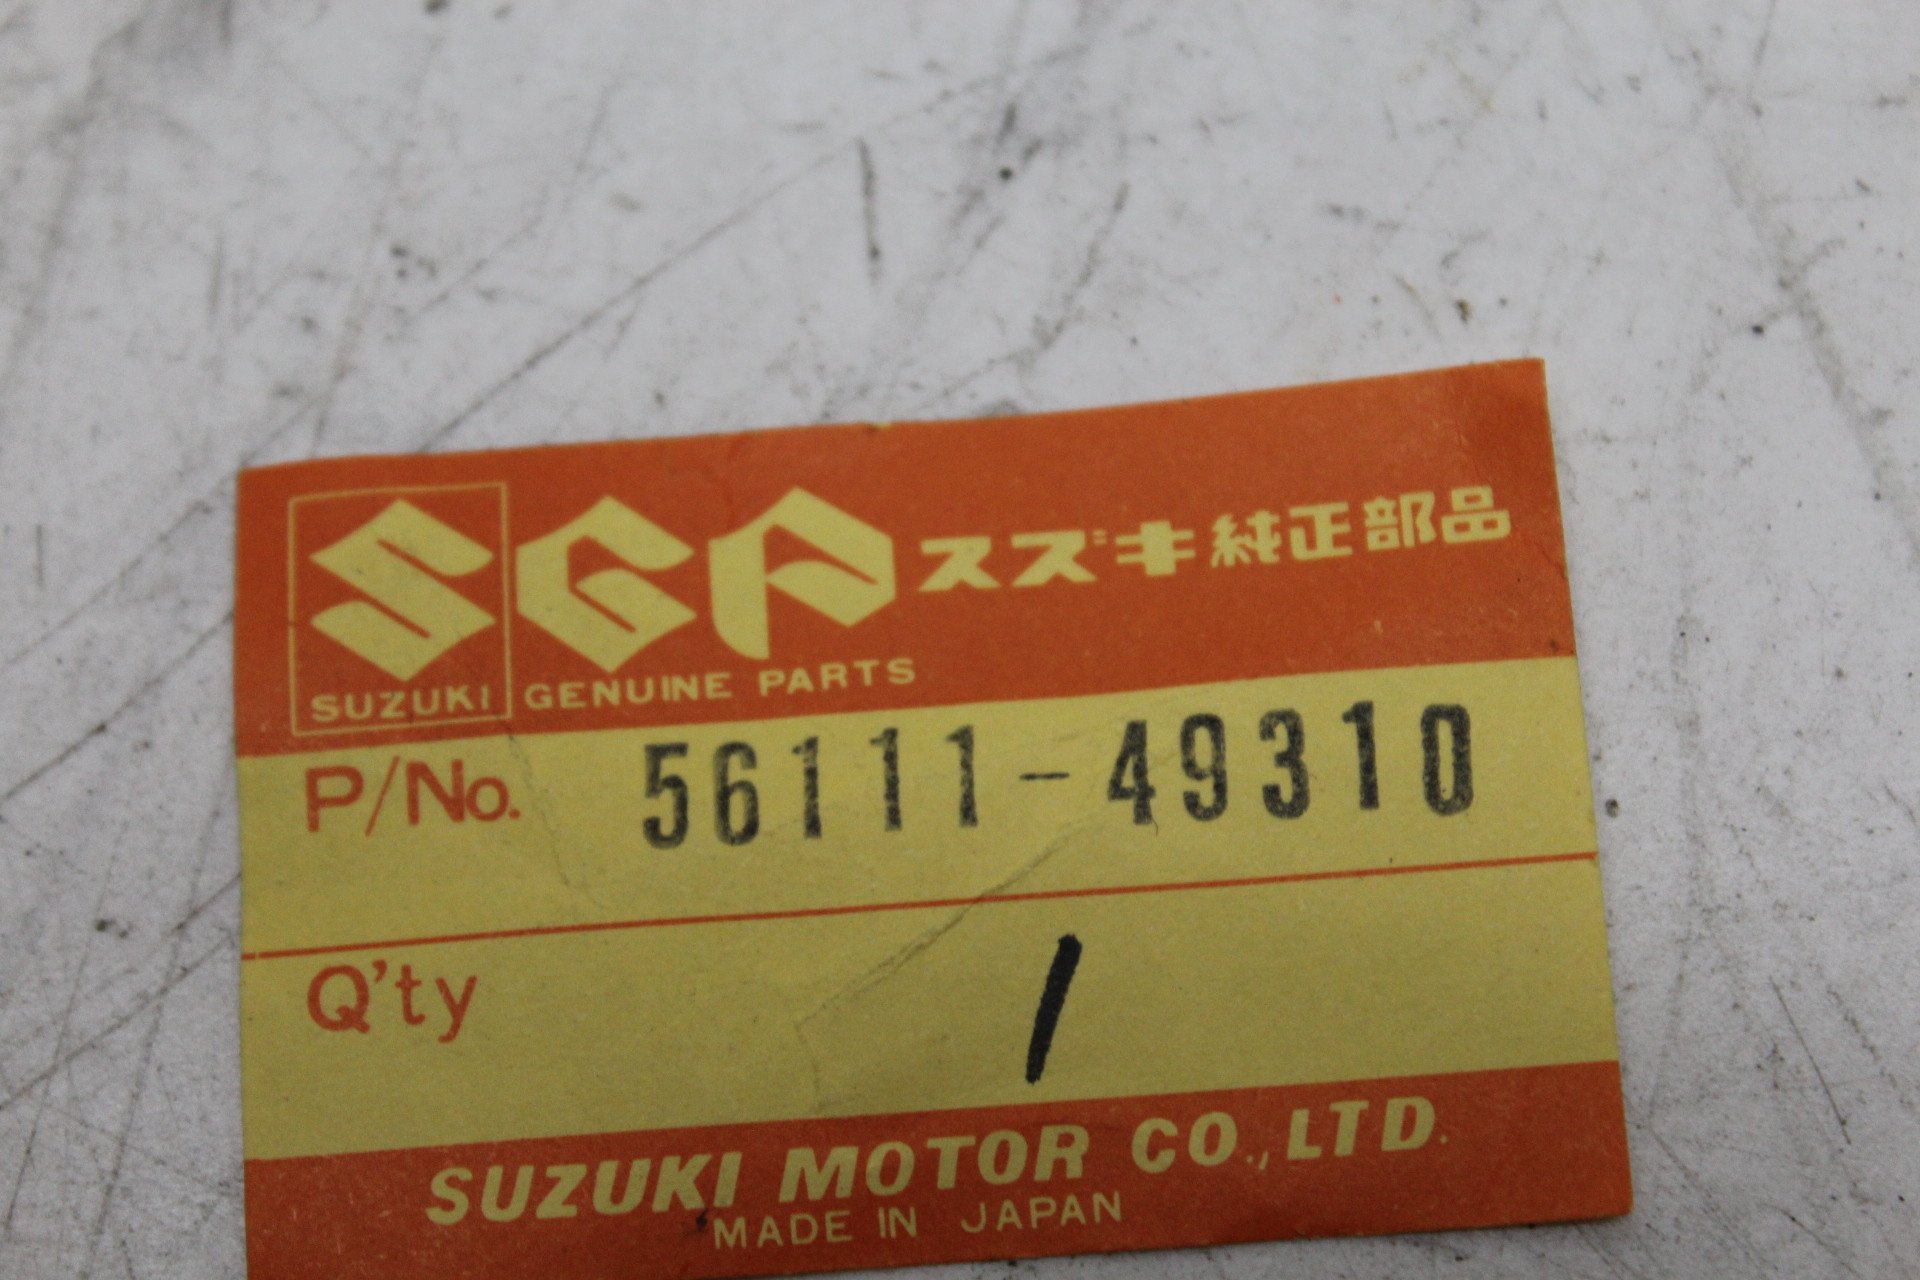 SGP スズキ純正部品
SUZUKI GENUINE PARTS
P/No. 56111-49310
Q'ty 1
SUZUKI MOTOR CO., LTD.
MADE IN JAPAN